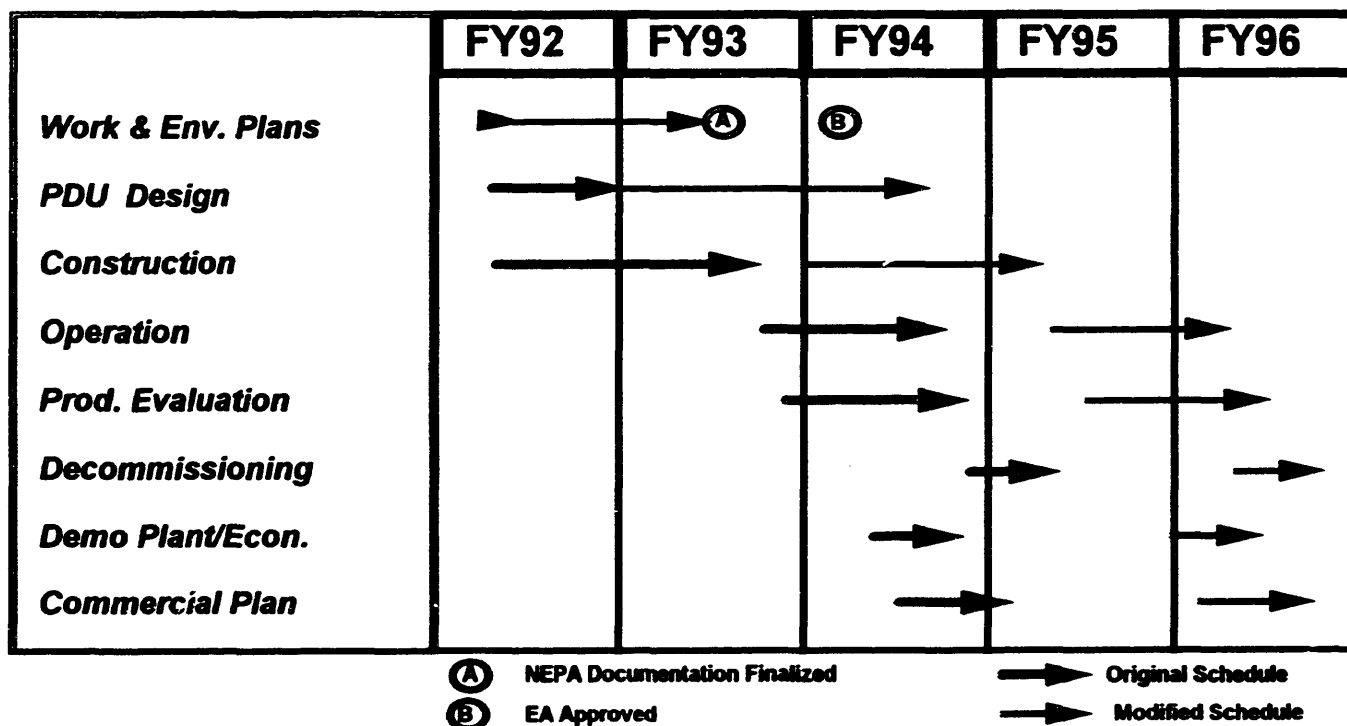 FY92 FY93 FY94 FY95 FY96
Work & Env. Plans A B
PDU Design
Construction
Operation
Prod. Evaluation
Decommissioning
Demo Plant/Econ.
Commercial Plan
A NEPA Documentation Finalized Original Schedule
B EA Approved Modified Schedule